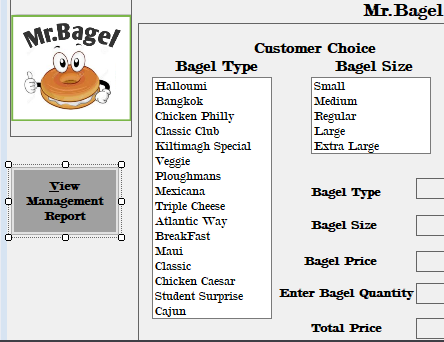 Mr.Bagel
Mr.Bagel
Customer Choice
Bagel Type
Bagel Size
Halloumi
Bangkok
Chicken Philly
Classic Club
Kiltimagh Special
Veggie
Ploughmans
Mexicana
Triple Cheese
Atlantic Way
BreakFast
Maui
Classic
Chicken Caesar
Student Surprise
Cajun
Small
Medium
Regular
Large
Extra Large
View
Management
Report
Bagel Type
Bagel Size
Bagel Price
Enter Bagel Quantity
Total Price